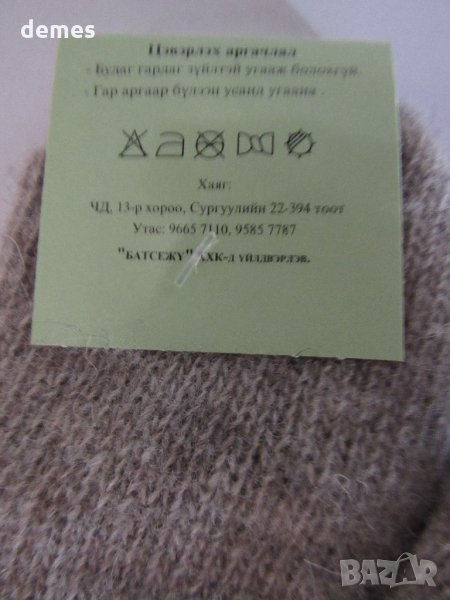 demes
Цэвэрлэх аргачлал
- Будаг гардаг зүйлтэй угааж болохгүй.
- Гар аргаар бүлээн усанд угаана .
Хаяг:
ЧД, 13-р хороо, Сургуулийн 22-394 тоот
Утас: 9665 7110, 9585 7787
"БАТСЭЖҮ" ХХК-д үйлдвэрлэв.
BAZAR